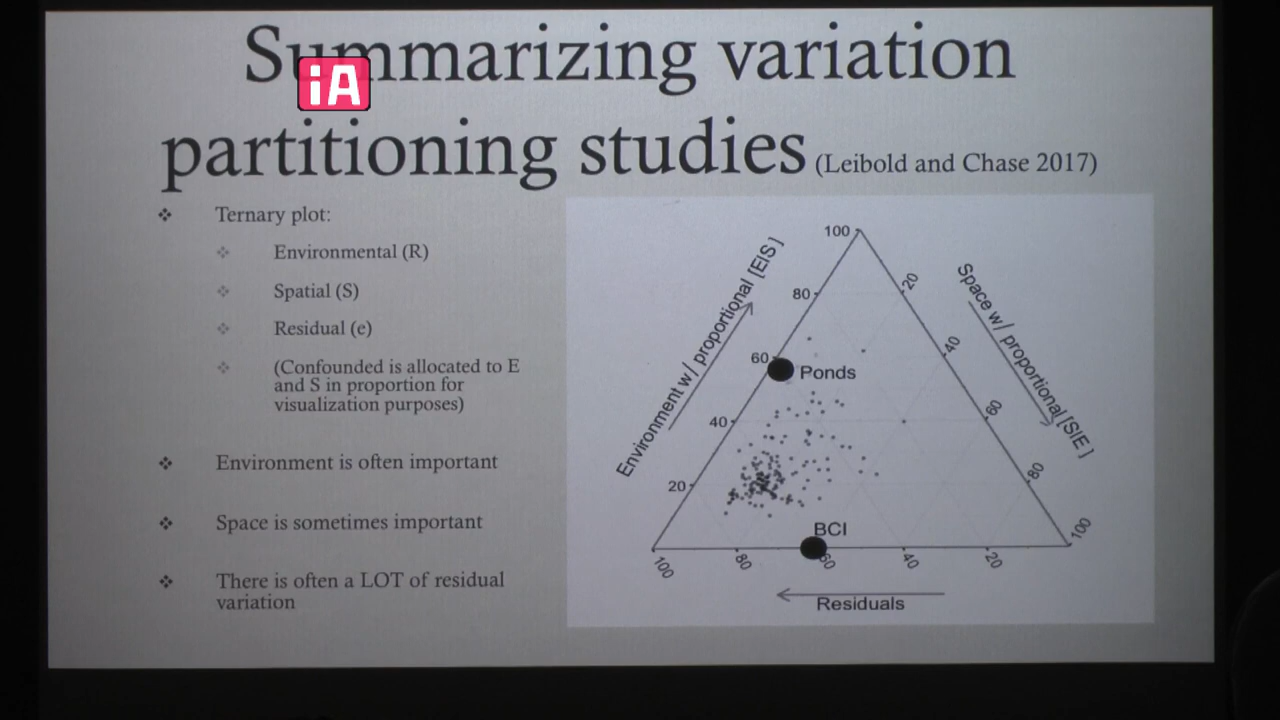 Summarizing variation
iA
partitioning studies (Leibold and Chase 2017)
Ternary plot:
Environmental (R)
Spatial (S)
Residual (e)
(Confounded is allocated to E
and S in proportion for
visualization purposes)
Environment is often important
Space is sometimes important
There is often a LOT of residual
variation
Environment w/ proportional [EIS]
Space w/ proportional [SIE]
100
80
60
40
20
20
40
60
80
100
Ponds
BCI
100
80
60
40
20
Residuals